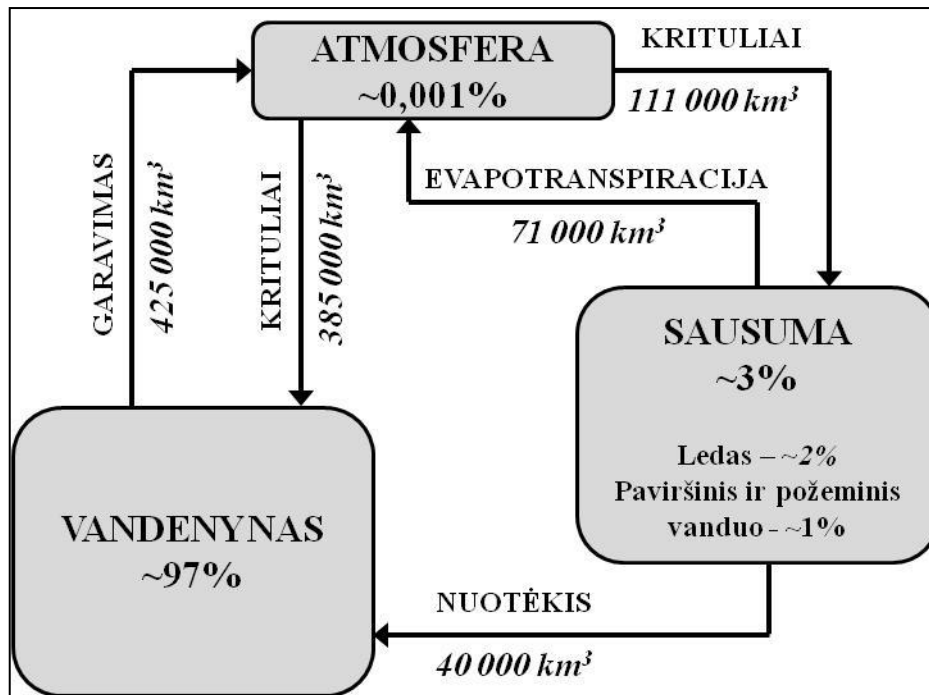 ATMOSFERA
~0,001%
KRITULIAI
111 000 km³
EVAPOTRANSPIRACIJA
71 000 km³
GARAVIMAS
425 000 km³
KRITULIAI
385 000 km³
SAUSUMA
~3%
Ledas – ~2%
Paviršinis ir požeminis
vanduo - ~1%
VANDENYNAS
~97%
NUOTĖKIS
40 000 km³